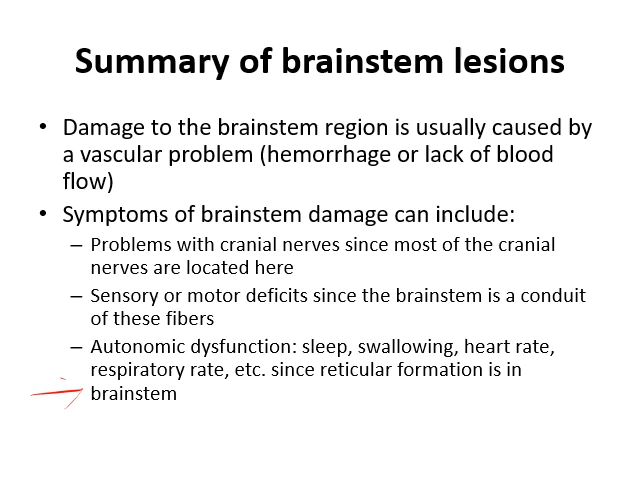 Summary of brainstem lesions
• Damage to the brainstem region is usually caused by
a vascular problem (hemorrhage or lack of blood
flow)
• Symptoms of brainstem damage can include:
– Problems with cranial nerves since most of the cranial
nerves are located here
– Sensory or motor deficits since the brainstem is a conduit
of these fibers
– Autonomic dysfunction: sleep, swallowing, heart rate,
respiratory rate, etc. since reticular formation is in
brainstem